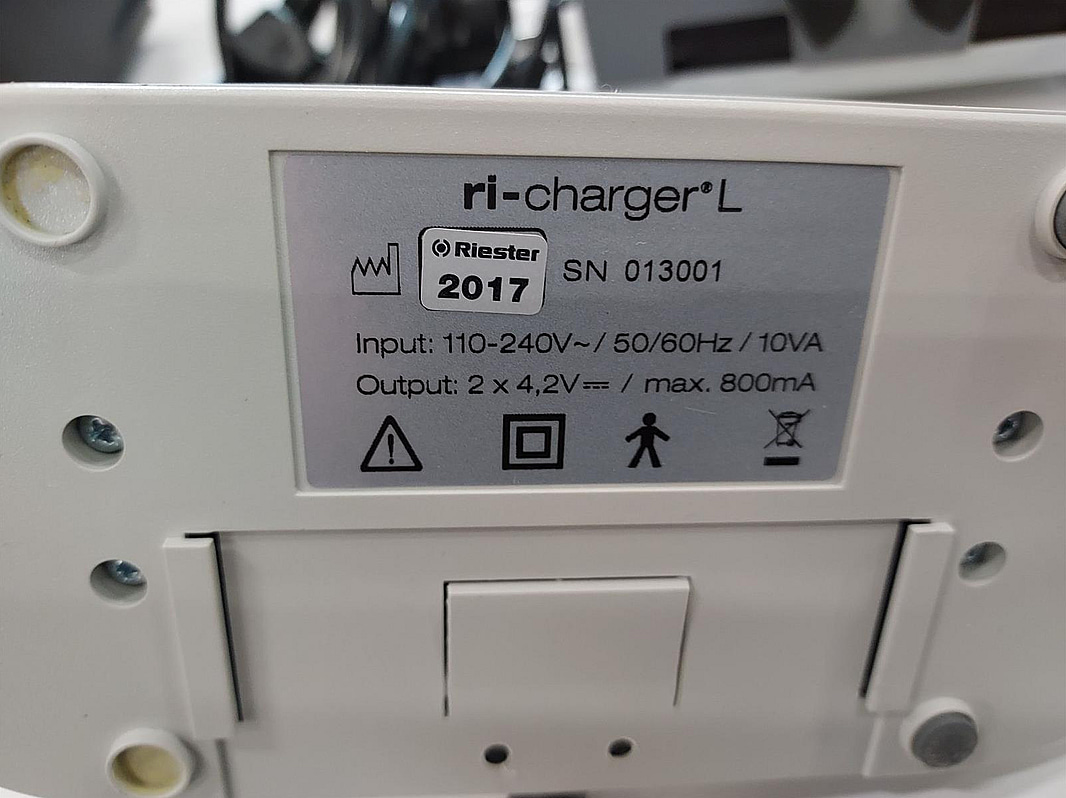 ri-charger® L
Riester
2017
SN 013001
Input: 110-240V~ / 50/60Hz / 10VA
Output: 2 x 4,2V⎓ / max. 800mA